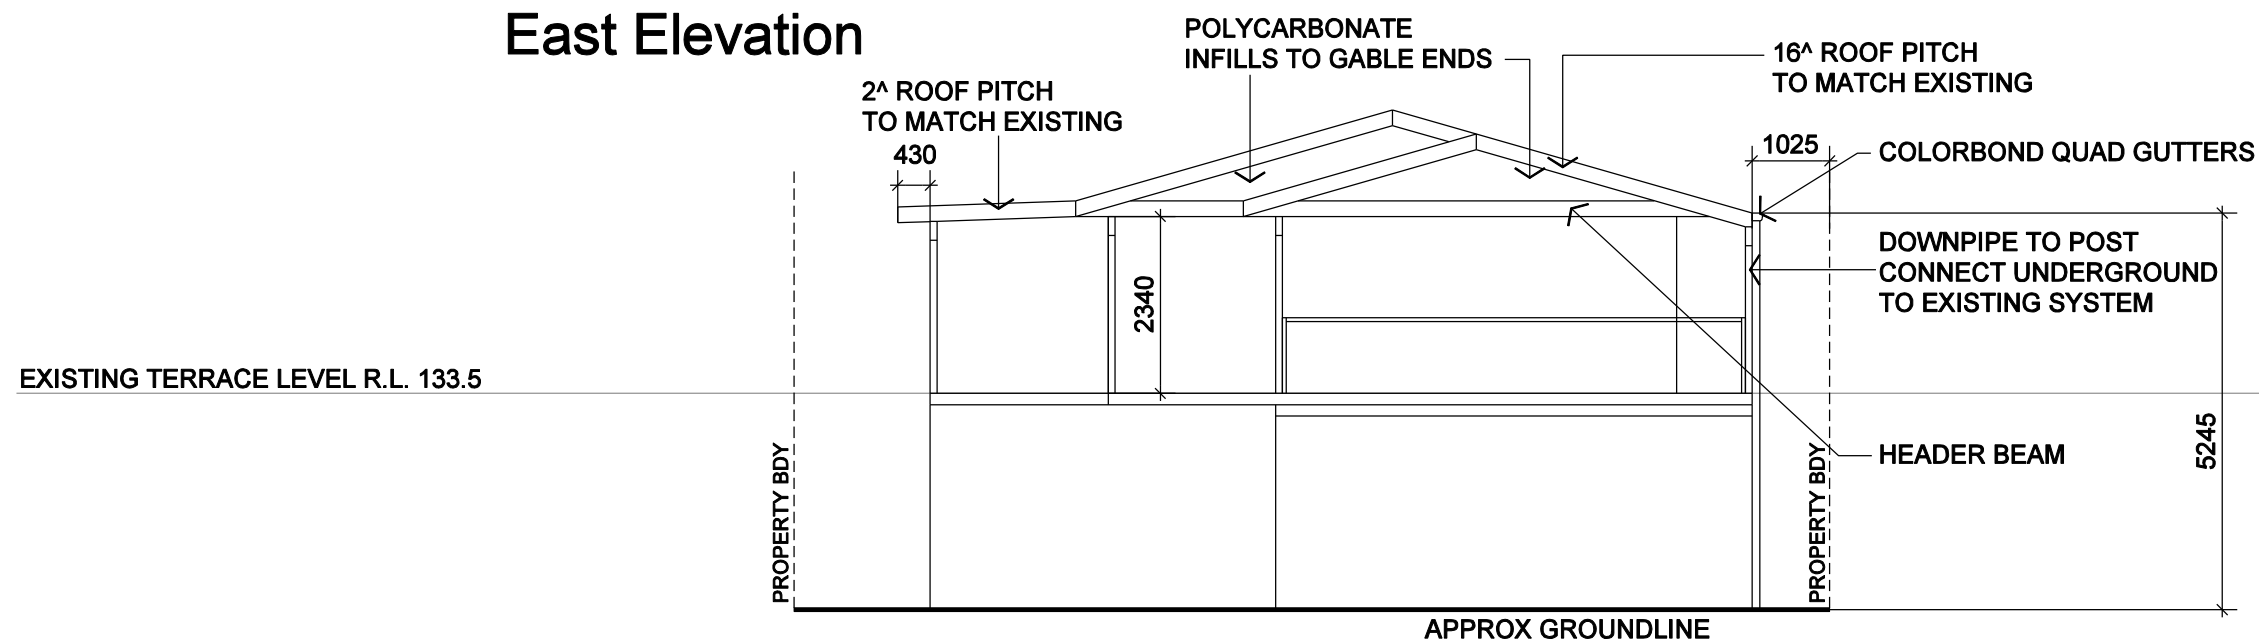 East Elevation
POLYCARBONATE
INFILLS TO GABLE ENDS
16^ ROOF PITCH
TO MATCH EXISTING
2^ ROOF PITCH
TO MATCH EXISTING
430
1025
COLORBOND QUAD GUTTERS
DOWNPIPE TO POST
CONNECT UNDERGROUND
TO EXISTING SYSTEM
2340
EXISTING TERRACE LEVEL R.L. 133.5
HEADER BEAM
5245
PROPERTY BDY
PROPERTY BDY
APPROX GROUNDLINE